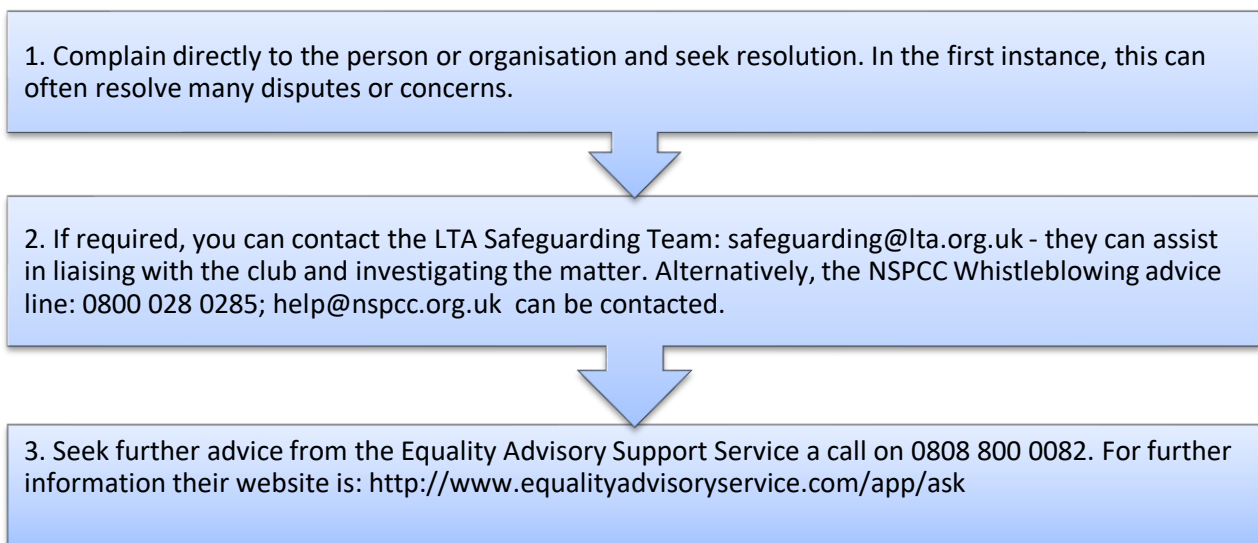 1. Complain directly to the person or organisation and seek resolution. In the first instance, this can
often resolve many disputes or concerns.
2. If required, you can contact the LTA Safeguarding Team: safeguarding@lta.org.uk - they can assist
in liaising with the club and investigating the matter. Alternatively, the NSPCC Whistleblowing advice
line: 0800 028 0285; help@nspcc.org.uk can be contacted.
3. Seek further advice from the Equality Advisory Support Service a call on 0808 800 0082. For further
information their website is: http://www.equalityadvisoryservice.com/app/ask